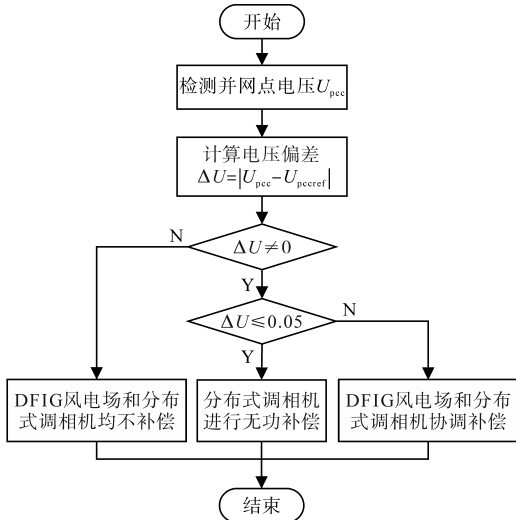 开始
检测并网点电压Upcc
计算电压偏差
ΔU=|Upcc−Upccref|
N
ΔU≠0
Y
N
ΔU≤0.05
Y
DFIG风电场和分布
式调相机均不补偿
分布式调相机
进行无功补偿
DFIG风电场和分布
式调相机协调补偿
结束